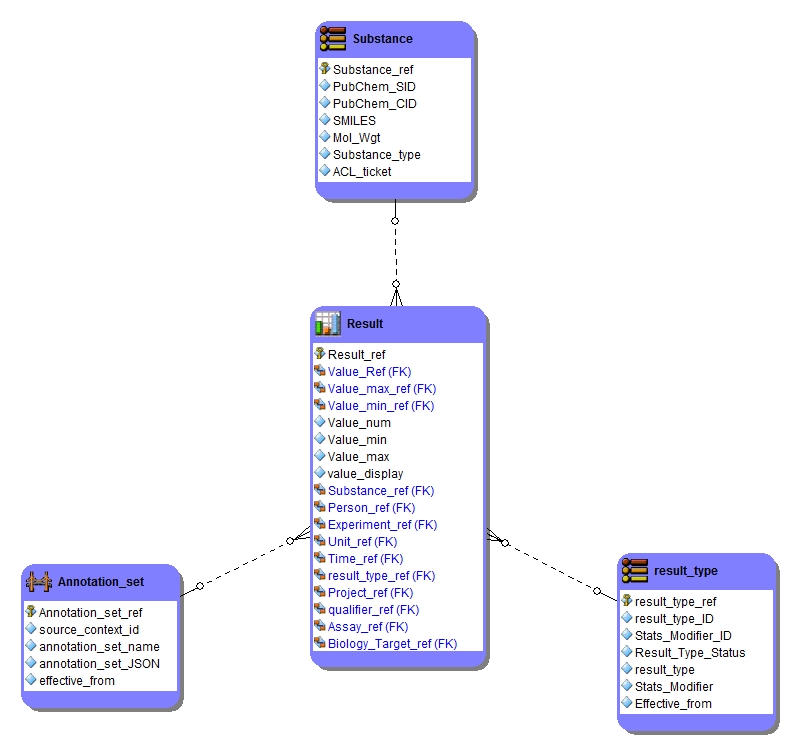 Substance
Substance_ref
PubChem_SID
PubChem_CID
SMILES
Mol_Wgt
Substance_type
ACL_ticket
Result
Result_ref
Value_Ref (FK)
Value_max_ref (FK)
Value_min_ref (FK)
Value_num
Value_min
Value_max
value_display
Substance_ref (FK)
Person_ref (FK)
Experiment_ref (FK)
Unit_ref (FK)
Time_ref (FK)
result_type_ref (FK)
Project_ref (FK)
qualifier_ref (FK)
Assay_ref (FK)
Biology_Target_ref (FK)
Annotation_set
Annotation_set_ref
source_context_id
annotation_set_name
annotation_set_JSON
effective_from
result_type
result_type_ref
result_type_ID
Stats_Modifier_ID
Result_Type_Status
result_type
Stats_Modifier
Effective_from